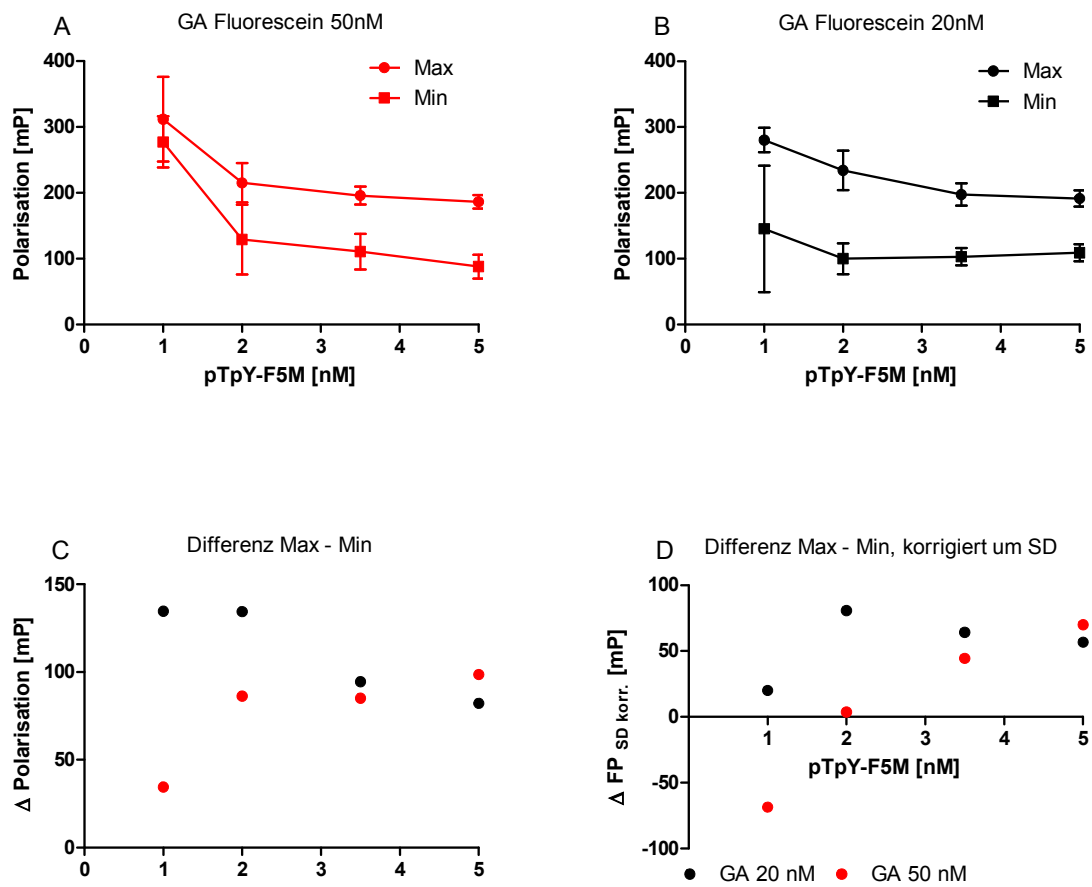 A
GA Fluorescein 50nM
400
300
200
100
0
Polarisation [mP]
Max
Min
0 1 2 3 4 5
pTpY-F5M [nM]
B
GA Fluorescein 20nM
400
300
200
100
0
Polarisation [mP]
Max
Min
0 1 2 3 4 5
pTpY-F5M [nM]
C
Differenz Max - Min
150
100
50
0
Δ Polarisation [mP]
0 1 2 3 4 5
D
Differenz Max - Min, korrigiert um SD
100
50
0
-50
-100
Δ FP SD korr. [mP]
1 2 3 4 5
pTpY-F5M [nM]
GA 20 nM GA 50 nM